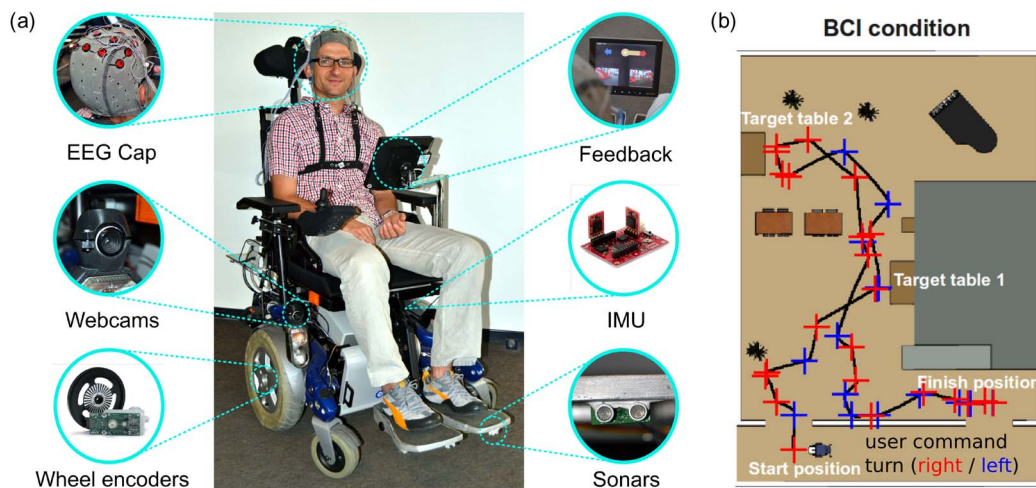 (a)
EEG Cap
Webcams
Wheel encoders
Feedback
IMU
Sonars
(b)
BCI condition
Target table 2
Target table 1
Finish position
Start position
user command
turn (right / left)